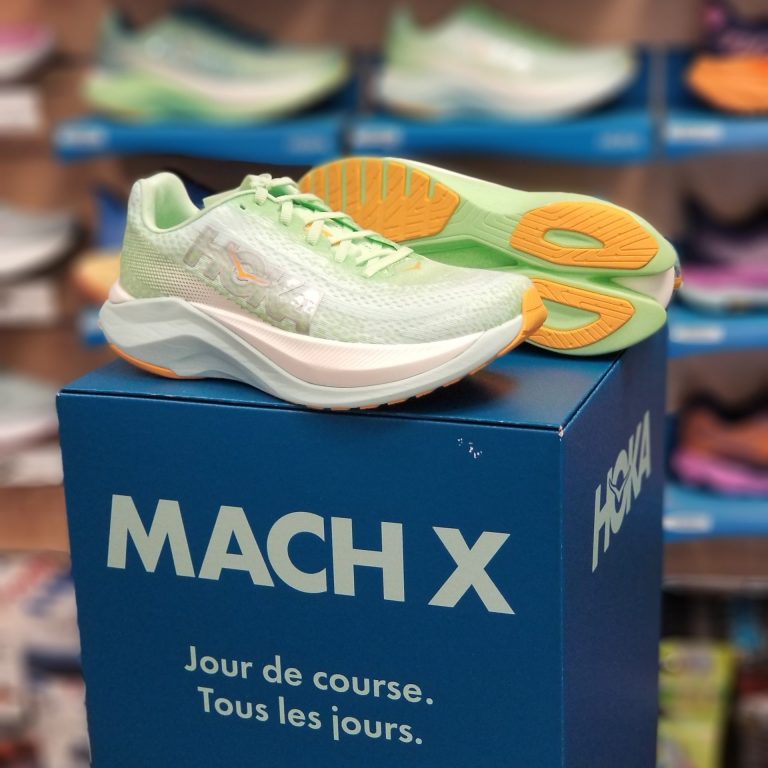 HOKA
MACH X
HOKA
Jour de course.
Tous les jours.